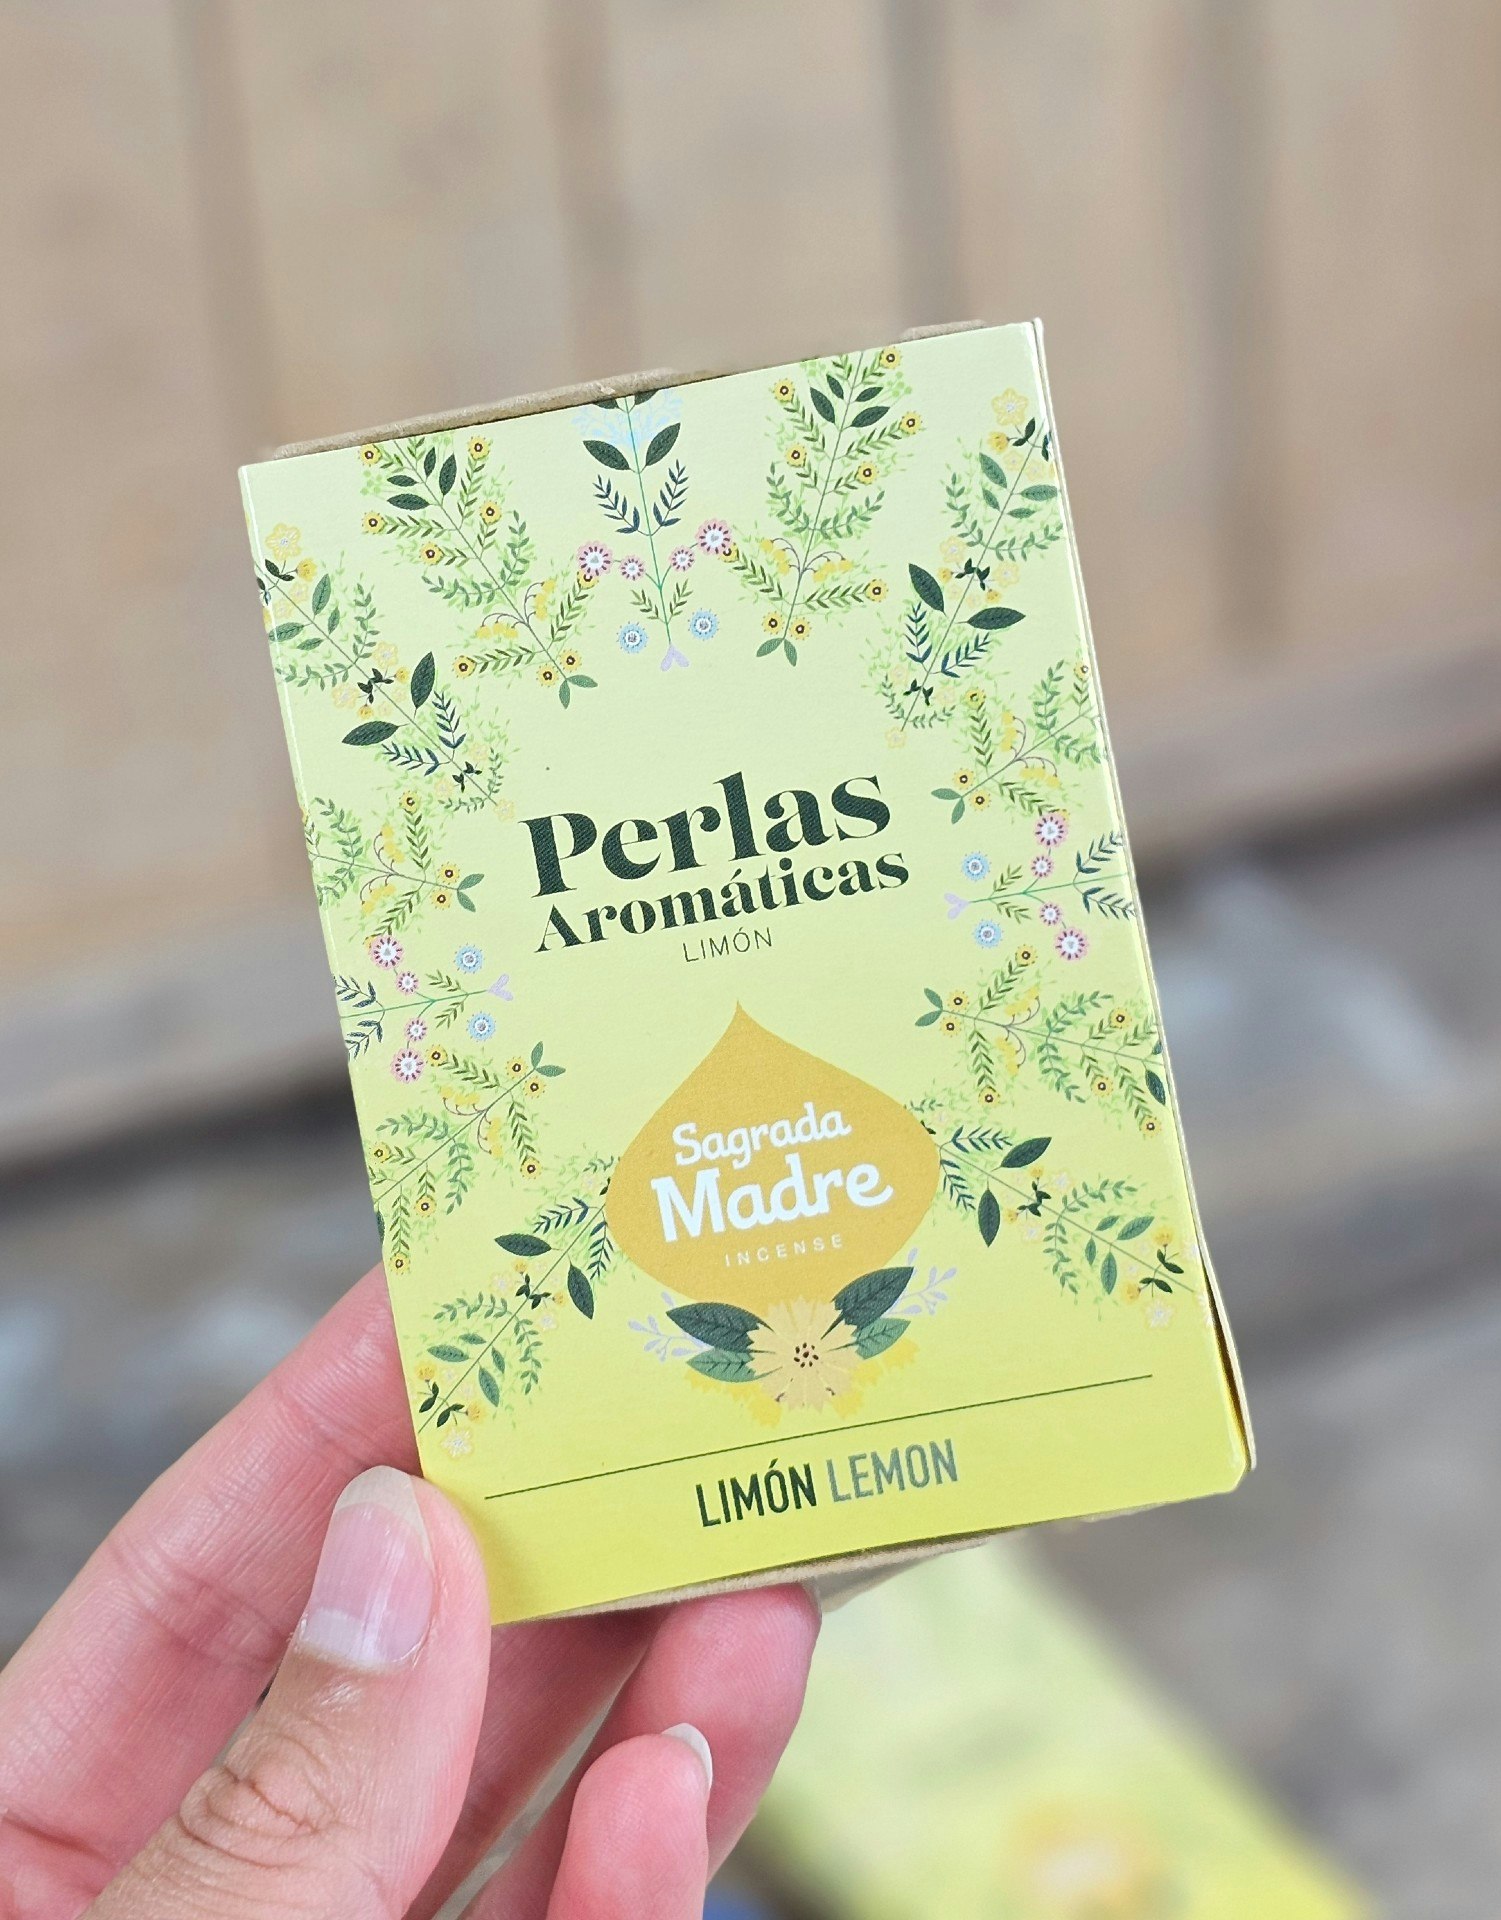 Perlas
Aromáticas
LIMÓN
Sagrada
Madre
INCENSE
LIMÓN LEMON